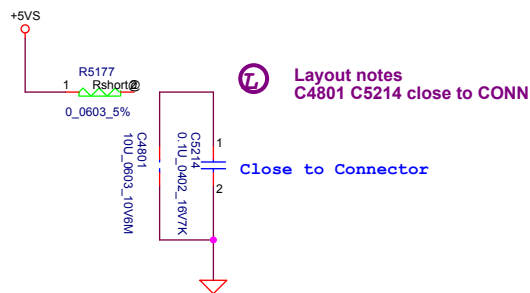 +5VS
R5177
1 Rshort@ 2
0_0603_5%
L
Layout notes
C4801 C5214 close to CONN
C4801
10U_0603_10V6M
C5214
0.1U_0402_16V7K
1
2
Close to Connector